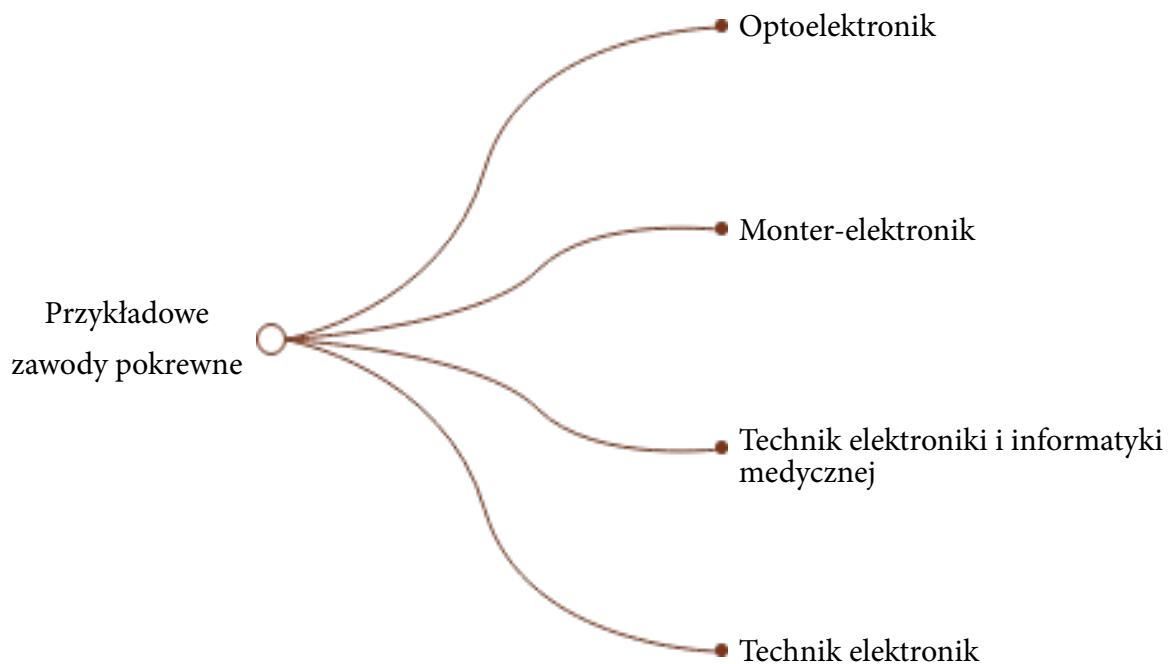 Przykładowe
zawody pokrewne
Optoelektronik
Monter-elektronik
Technik elektroniki i informatyki
medycznej
Technik elektronik